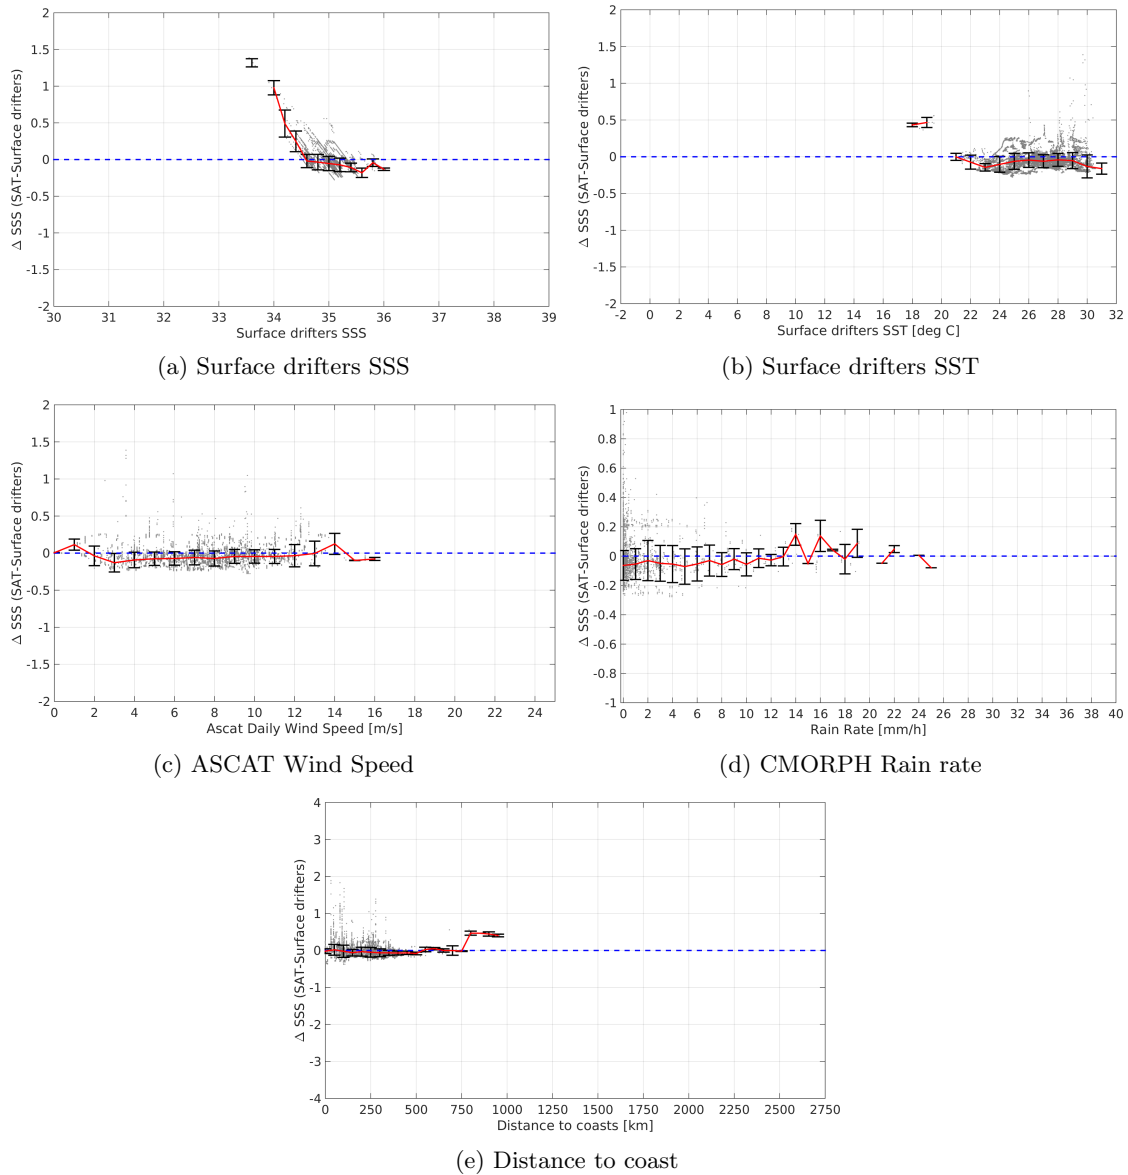 2
1.5
1
0.5
0
-0.5
-1
-1.5
-2
Δ SSS (SAT-Surface drifters)
30 31 32 33 34 35 36 37 38 39
Surface drifters SSS
(a) Surface drifters SSS
2
1.5
1
0.5
0
-0.5
-1
-1.5
-2
Δ SSS (SAT-Surface drifters)
-2 0 2 4 6 8 10 12 14 16 18 20 22 24 26 28 30 32
Surface drifters SST [deg C]
(b) Surface drifters SST
2
1.5
1
0.5
0
-0.5
-1
-1.5
-2
Δ SSS (SAT-Surface drifters)
0 2 4 6 8 10 12 14 16 18 20 22 24
Ascat Daily Wind Speed [m/s]
(c) ASCAT Wind Speed
1
0.8
0.6
0.4
0.2
0
-0.2
-0.4
-0.6
-0.8
-1
Δ SSS (SAT-Surface drifters)
0 2 4 6 8 10 12 14 16 18 20 22 24 26 28 30 32 34 36 38 40
Rain Rate [mm/h]
(d) CMORPH Rain rate
4
3
2
1
0
-1
-2
-3
-4
Δ SSS (SAT-Surface drifters)
0 250 500 750 1000 1250 1500 1750 2000 2250 2500 2750
Distance to coasts [km]
(e) Distance to coast